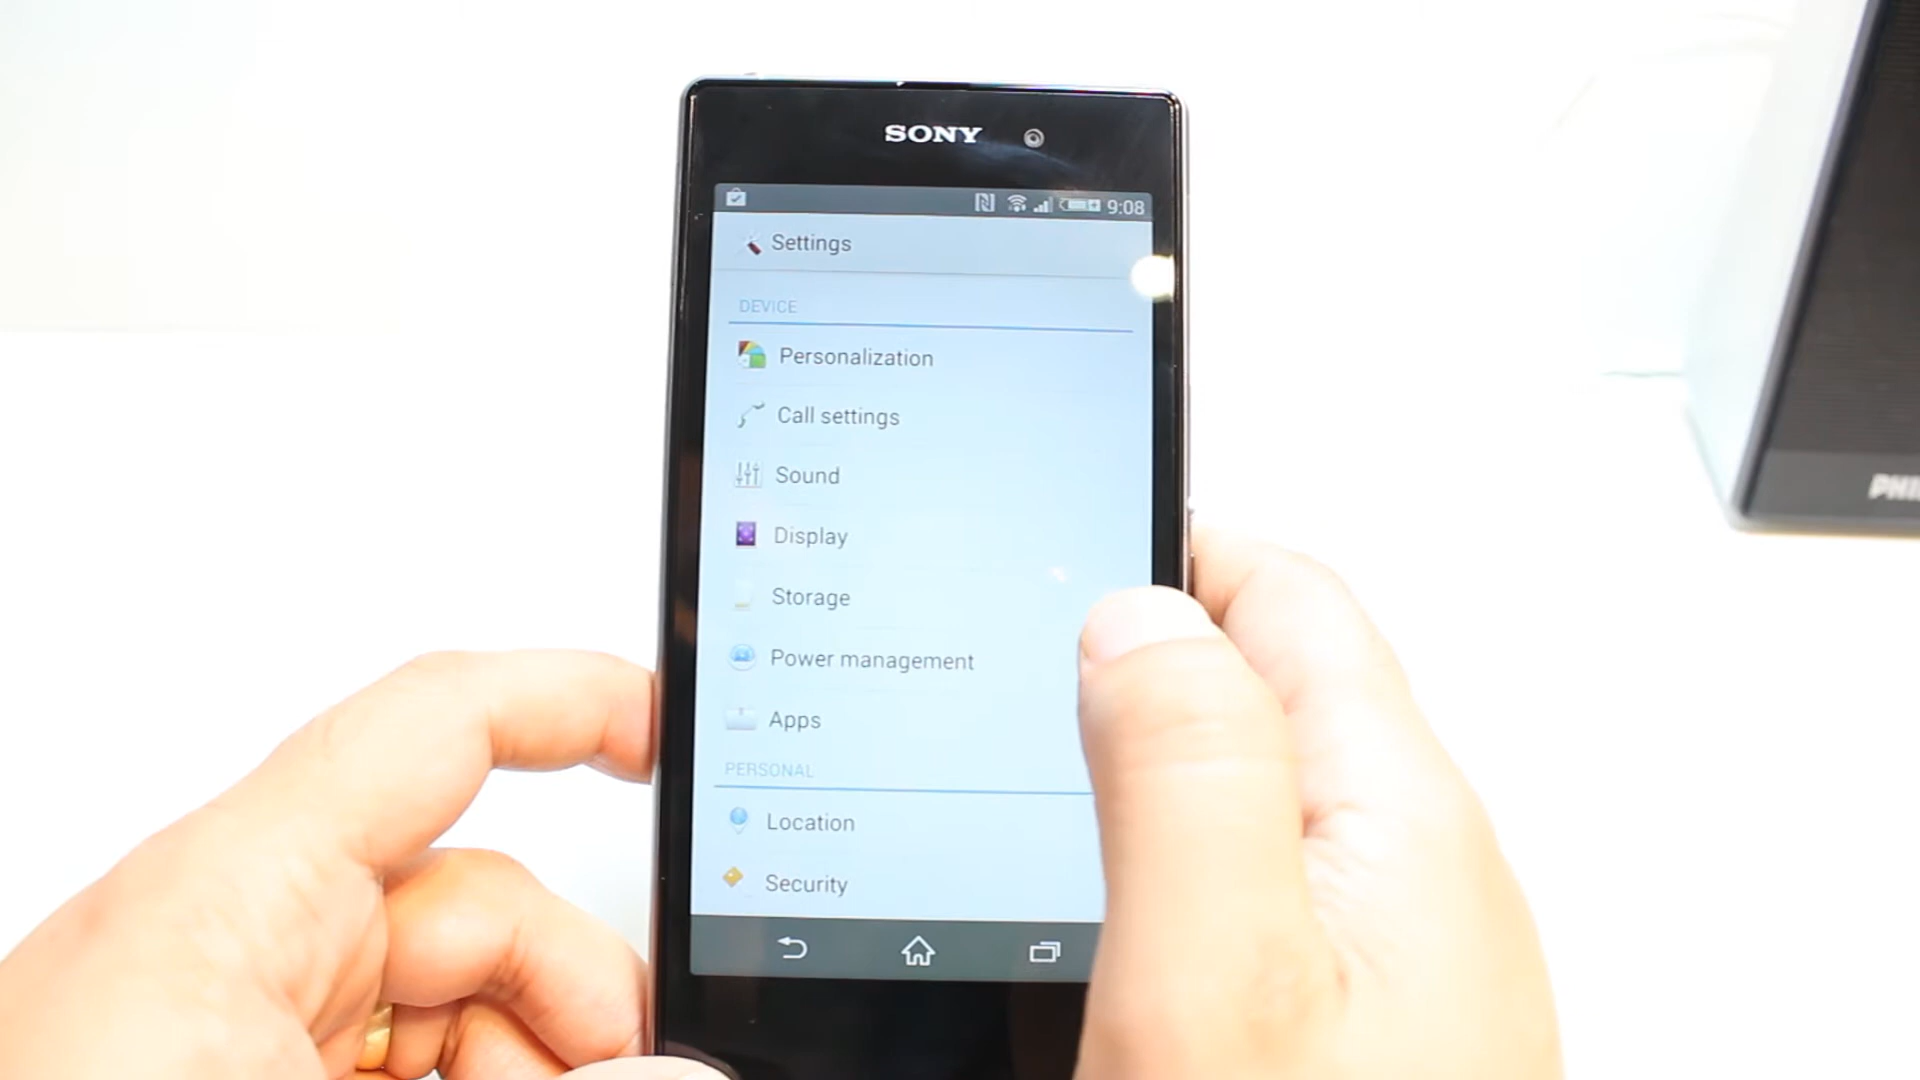 SONY
9:08
Settings
DEVICE
Personalization
Call settings
Sound
Display
Storage
Power management
Apps
PERSONAL
Location
Security